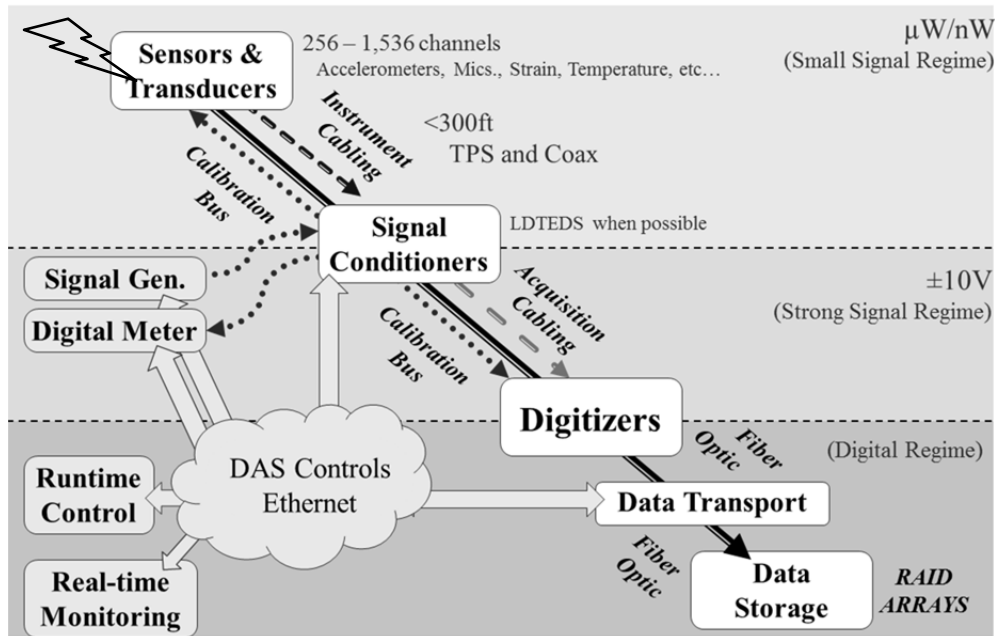 Sensors &
Transducers
256 – 1,536 channels
Accelerometers, Mics., Strain, Temperature, etc…
µW/nW
(Small Signal Regime)
Instrument
Cabling
<300ft
TPS and Coax
Calibration
Bus
Signal
Conditioners
LDTEDS when possible
Signal Gen.
Digital Meter
±10V
(Strong Signal Regime)
Acquisition
Cabling
Calibration
Bus
Digitizers
(Digital Regime)
Fiber
Optic
DAS Controls
Ethernet
Runtime
Control
Data Transport
Real-time
Monitoring
Fiber
Optic
Data
Storage
RAID
ARRAYS